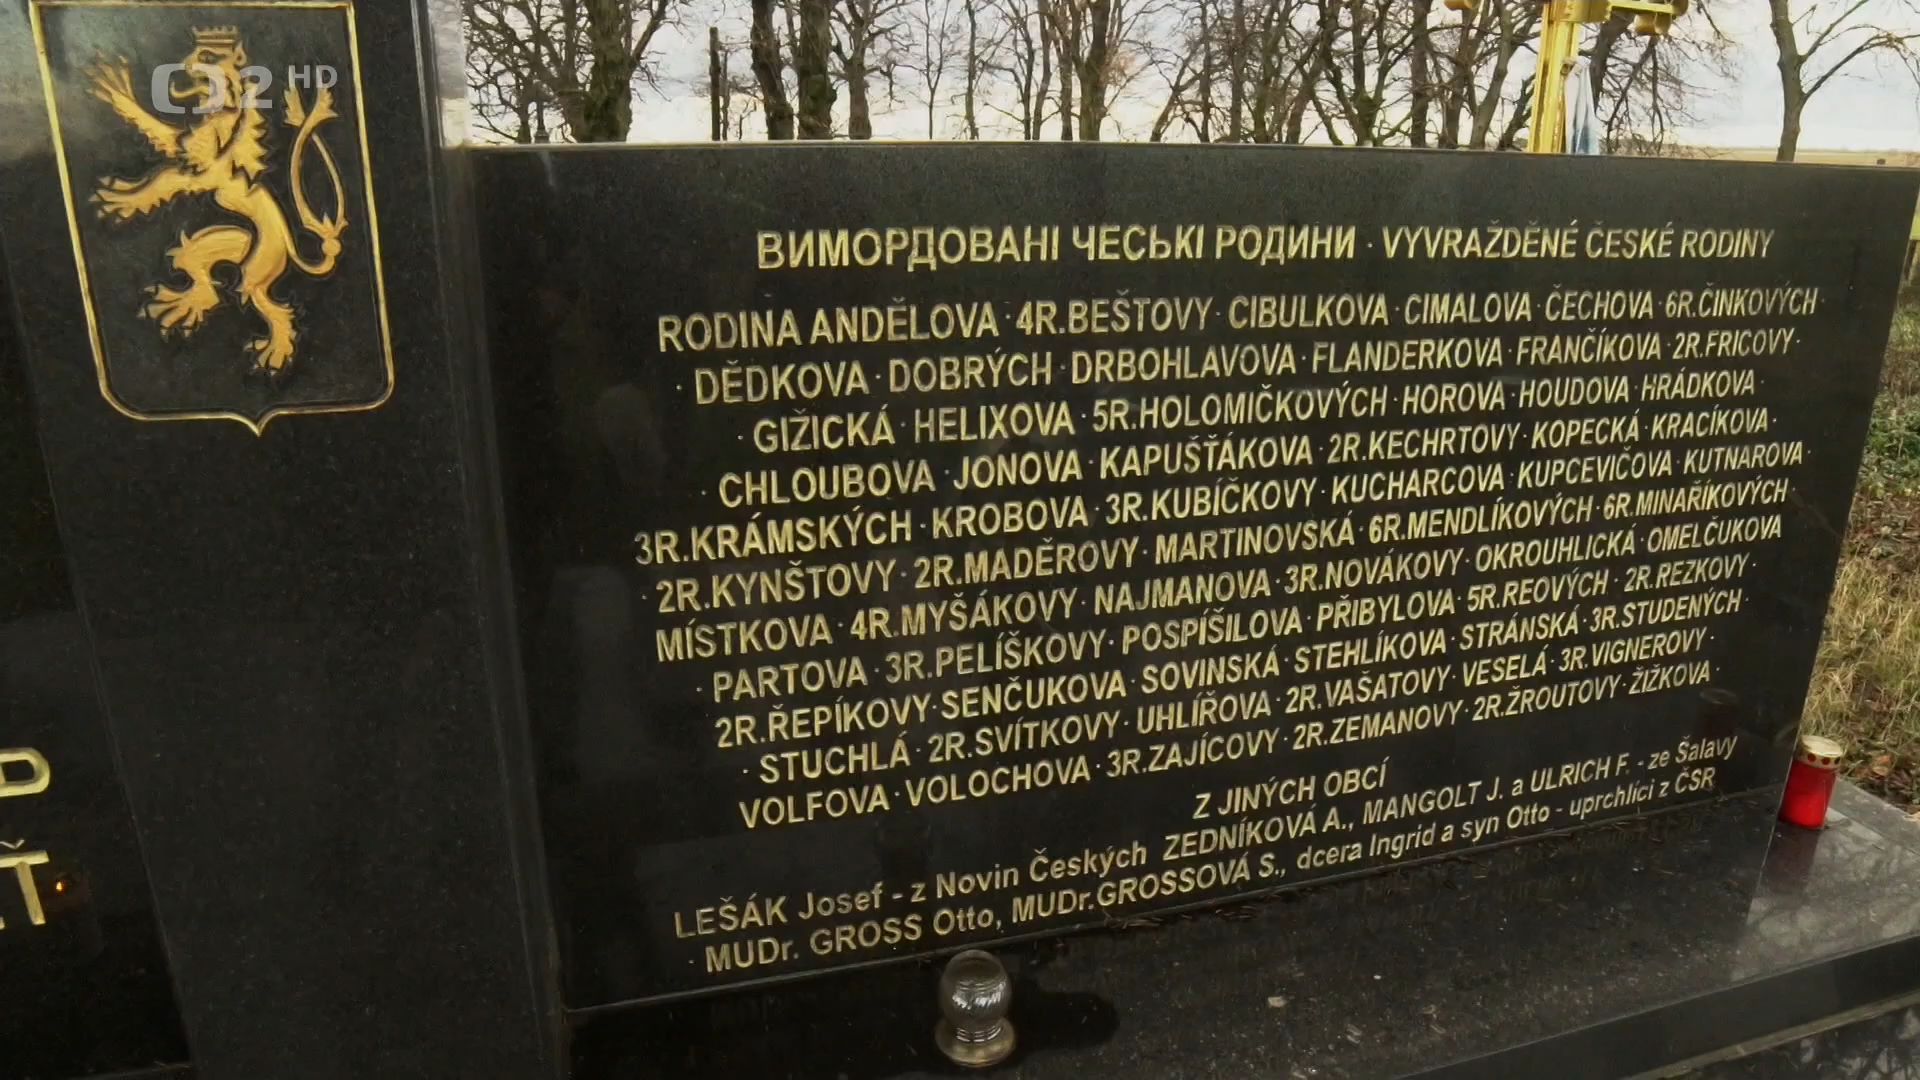 ČT2 HD
ВИМОРДОВАНІ ЧЕСЬКІ РОДИНИ · VYVRAŽDĚNÉ ČESKÉ RODINY
RODINA ANDĚLOVA · 4R.BEŠTOVY · CIBULKOVA · CIMALOVA · ČECHOVA · 6R.ČINKOVÝCH ·
· DĚDKOVA · DOBRÝCH · DRBOHLAVOVA · FLANDERKOVA · FRANČÍKOVA · 2R.FRICOVY ·
· GIŽICKÁ · HELIXOVA · 5R.HOLOMIČKOVÝCH · HOROVA · HOUDOVA · HRÁDKOVA ·
· CHLOUBOVA · JONOVA · KAPUŠŤÁKOVA · 2R.KECHRTOVY · KOPECKÁ · KRACÍKOVA ·
3R.KRÁMSKÝCH · KROBOVA · 3R.KUBÍČKOVY · KUCHARCOVA · KUPCEVIČOVA · KUTNAROVA ·
· 2R.KYNŠTOVY · 2R.MADĚROVY · MARTINOVSKÁ · 6R.MENDLÍKOVÝCH · 6R.MINAŘÍKOVÝCH ·
MÍSTKOVA · 4R.MYŠÁKOVY · NAJMANOVA · 3R.NOVÁKOVY · OKROUHLICKÁ · OMELČUKOVA
· PARTOVA · 3R.PELÍŠKOVY · POSPÍŠILOVA · PŘIBYLOVA · 5R.REOVÝCH · 2R.REZKOVY ·
2R.ŘEPÍKOVY · SENČUKOVA · SOVINSKÁ · STEHLÍKOVA · STRÁNSKÁ · 3R.STUDENÝCH ·
· STUCHLÁ · 2R.SVÍTKOVY · UHLÍŘOVA · 2R.VAŠATOVY · VESELÁ · 3R.VIGNEROVY ·
VOLFOVA · VOLOCHOVA · 3R.ZAJÍCOVY · 2R.ZEMANOVY · 2R.ŽROUTOVY · ŽIŽKOVA ·
Z JINÝCH OBCÍ
LEŠÁK Josef - z Novin Českých ZEDNÍKOVÁ A., MANGOLT J. a ULRICH F. - ze Šalavy
· MUDr. GROSS Otto, MUDr.GROSSOVÁ S., dcera Ingrid a syn Otto - uprchlíci z ČSR